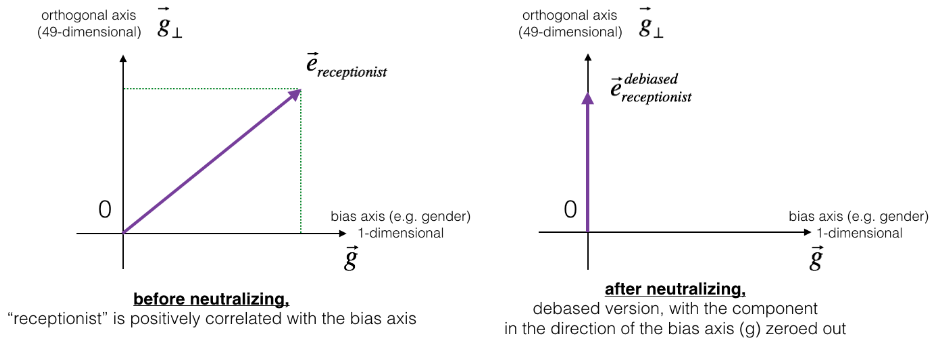 orthogonal axis
(49-dimensional) g⊥
e receptionist
0
bias axis (e.g. gender)
1-dimensional
g
before neutralizing,
“receptionist” is positively correlated with the bias axis
orthogonal axis
(49-dimensional) g⊥
e debiased receptionist
0
bias axis (e.g. gender)
1-dimensional
g
after neutralizing,
debased version, with the component
in the direction of the bias axis (g) zeroed out